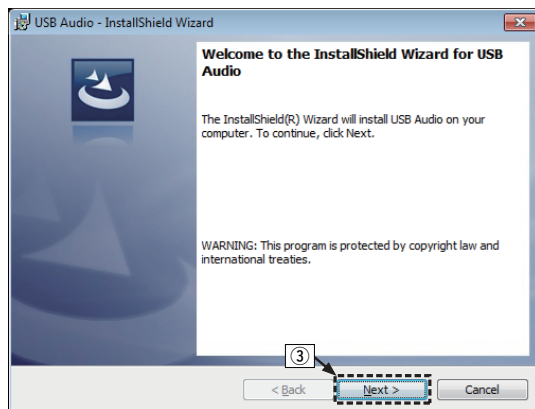 USB Audio - InstallShield Wizard
Welcome to the InstallShield Wizard for USB
Audio
The InstallShield(R) Wizard will install USB Audio on your
computer. To continue, click Next.
WARNING: This program is protected by copyright law and
international treaties.
③
< Back
Next >
Cancel